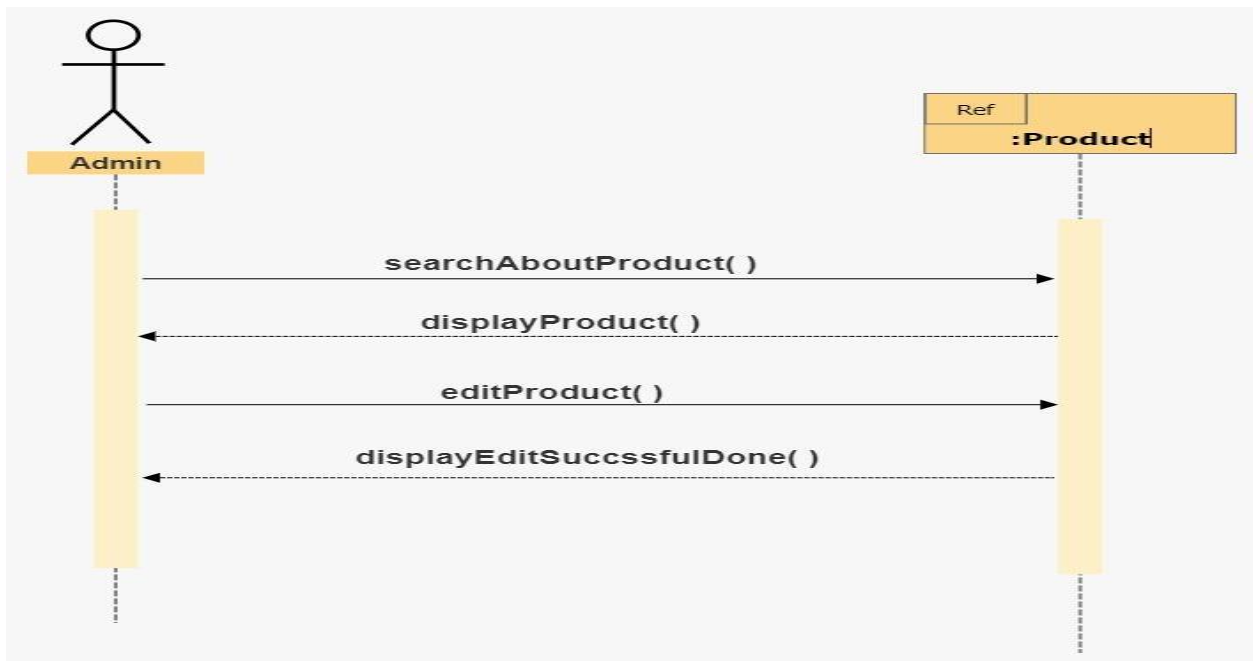 Ref
:Product
Admin
searchAboutProduct( )
displayProduct( )
editProduct( )
displayEditSuccssfulDone( )